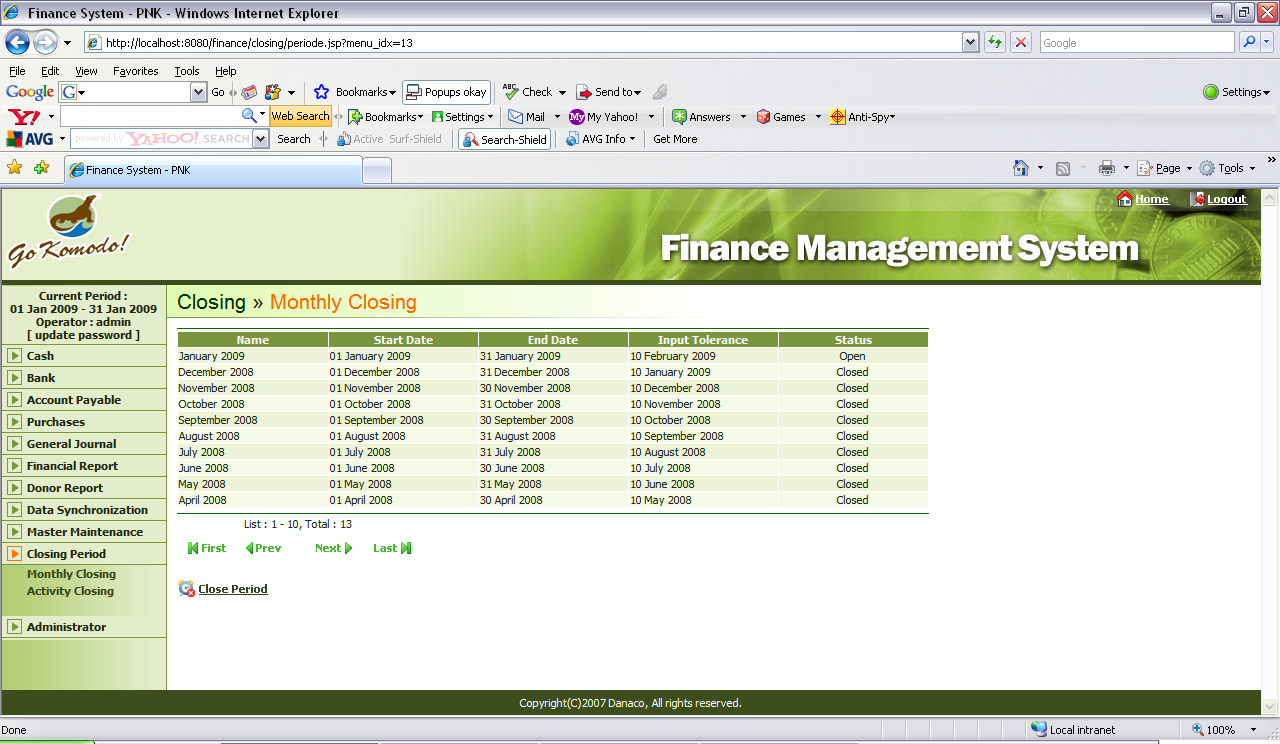 Finance System - PNK - Windows Internet Explorer
http://localhost:8080/finance/closing/periode.jsp?menu_idx=13
Google
File Edit View Favorites Tools Help
Google G Go Bookmarks Popups okay ABC Check Send to Settings
Y! Web Search Bookmarks Settings Mail My My Yahoo! Answers Games Anti-Spy
AVG powered by YAHOO! SEARCH Search Active Surf-Shield Search-Shield AVG Info Get More
Finance System - PNK Page Tools
Home Logout
Go Komodo!
Finance Management System
Current Period :
01 Jan 2009 - 31 Jan 2009
Operator : admin
[ update password ]
Cash
Bank
Account Payable
Purchases
General Journal
Financial Report
Donor Report
Data Synchronization
Master Maintenance
Closing Period
Monthly Closing
Activity Closing
Administrator
Closing » Monthly Closing
Name Start Date End Date Input Tolerance Status
January 2009 01 January 2009 31 January 2009 10 February 2009 Open
December 2008 01 December 2008 31 December 2008 10 January 2009 Closed
November 2008 01 November 2008 30 November 2008 10 December 2008 Closed
October 2008 01 October 2008 31 October 2008 10 November 2008 Closed
September 2008 01 September 2008 30 September 2008 10 October 2008 Closed
August 2008 01 August 2008 31 August 2008 10 September 2008 Closed
July 2008 01 July 2008 31 July 2008 10 August 2008 Closed
June 2008 01 June 2008 30 June 2008 10 July 2008 Closed
May 2008 01 May 2008 31 May 2008 10 June 2008 Closed
April 2008 01 April 2008 30 April 2008 10 May 2008 Closed
List : 1 - 10, Total : 13
First Prev Next Last
Close Period
Copyright(C)2007 Danaco, All rights reserved.
Done Local intranet 100%